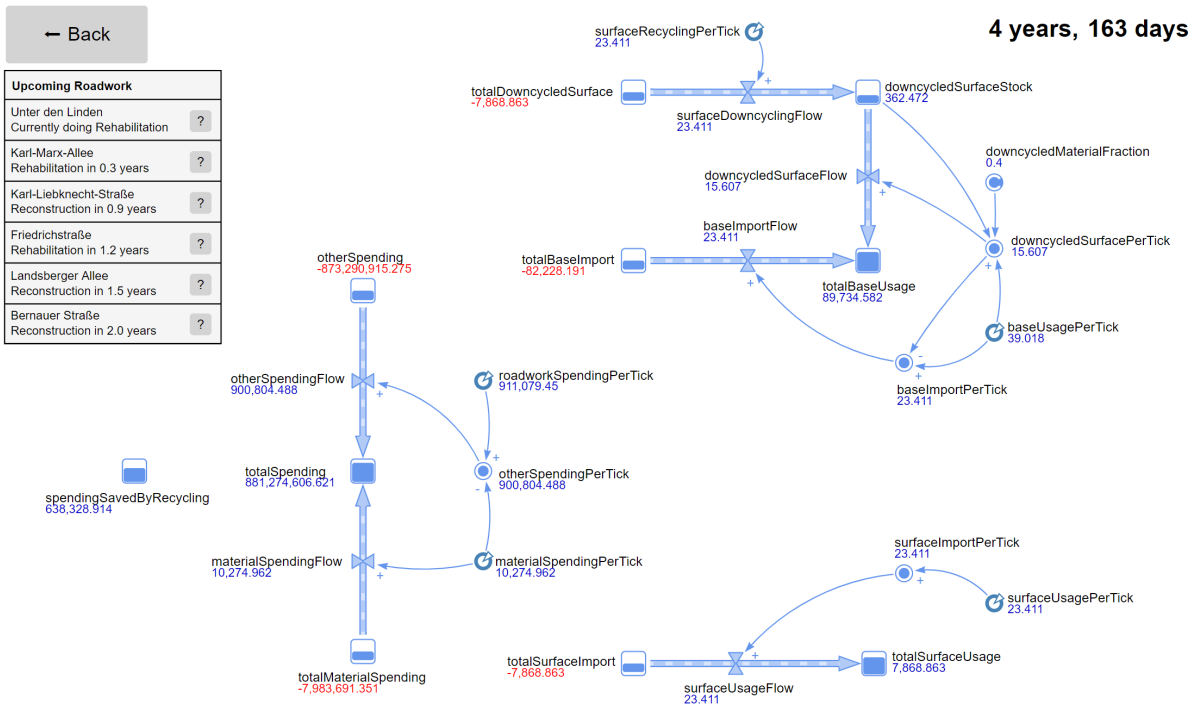 ← Back
4 years, 163 days
Upcoming Roadwork
Unter den Linden
Currently doing Rehabilitation
?
Karl-Marx-Allee
Rehabilitation in 0.3 years
?
Karl-Liebknecht-Straße
Reconstruction in 0.9 years
?
Friedrichstraße
Rehabilitation in 1.2 years
?
Landsberger Allee
Reconstruction in 1.5 years
?
Bernauer Straße
Reconstruction in 2.0 years
?
surfaceRecyclingPerTick
23.411
+
totalDowncycledSurface
-7,868.863
surfaceDowncyclingFlow
23.411
downcycledSurfaceStock
362.472
downcycledMaterialFraction
0.4
downcycledSurfaceFlow
15.607
+
baseImportFlow
23.411
+
totalBaseImport
-82,228.191
downcycledSurfacePerTick
15.607
+
totalBaseUsage
89,734.582
baseUsagePerTick
39.018
-
+
baseImportPerTick
23.411
otherSpending
-873,290,915.275
otherSpendingFlow
900,804.488
+
roadworkSpendingPerTick
911,079.45
+
totalSpending
881,274,606.621
otherSpendingPerTick
900,804.488
-
spendingSavedByRecycling
638,328.914
materialSpendingFlow
10,274.962
+
materialSpendingPerTick
10,274.962
totalMaterialSpending
-7,983,691.351
surfaceImportPerTick
23.411
+
surfaceUsagePerTick
23.411
totalSurfaceImport
-7,868.863
+
surfaceUsageFlow
23.411
totalSurfaceUsage
7,868.863